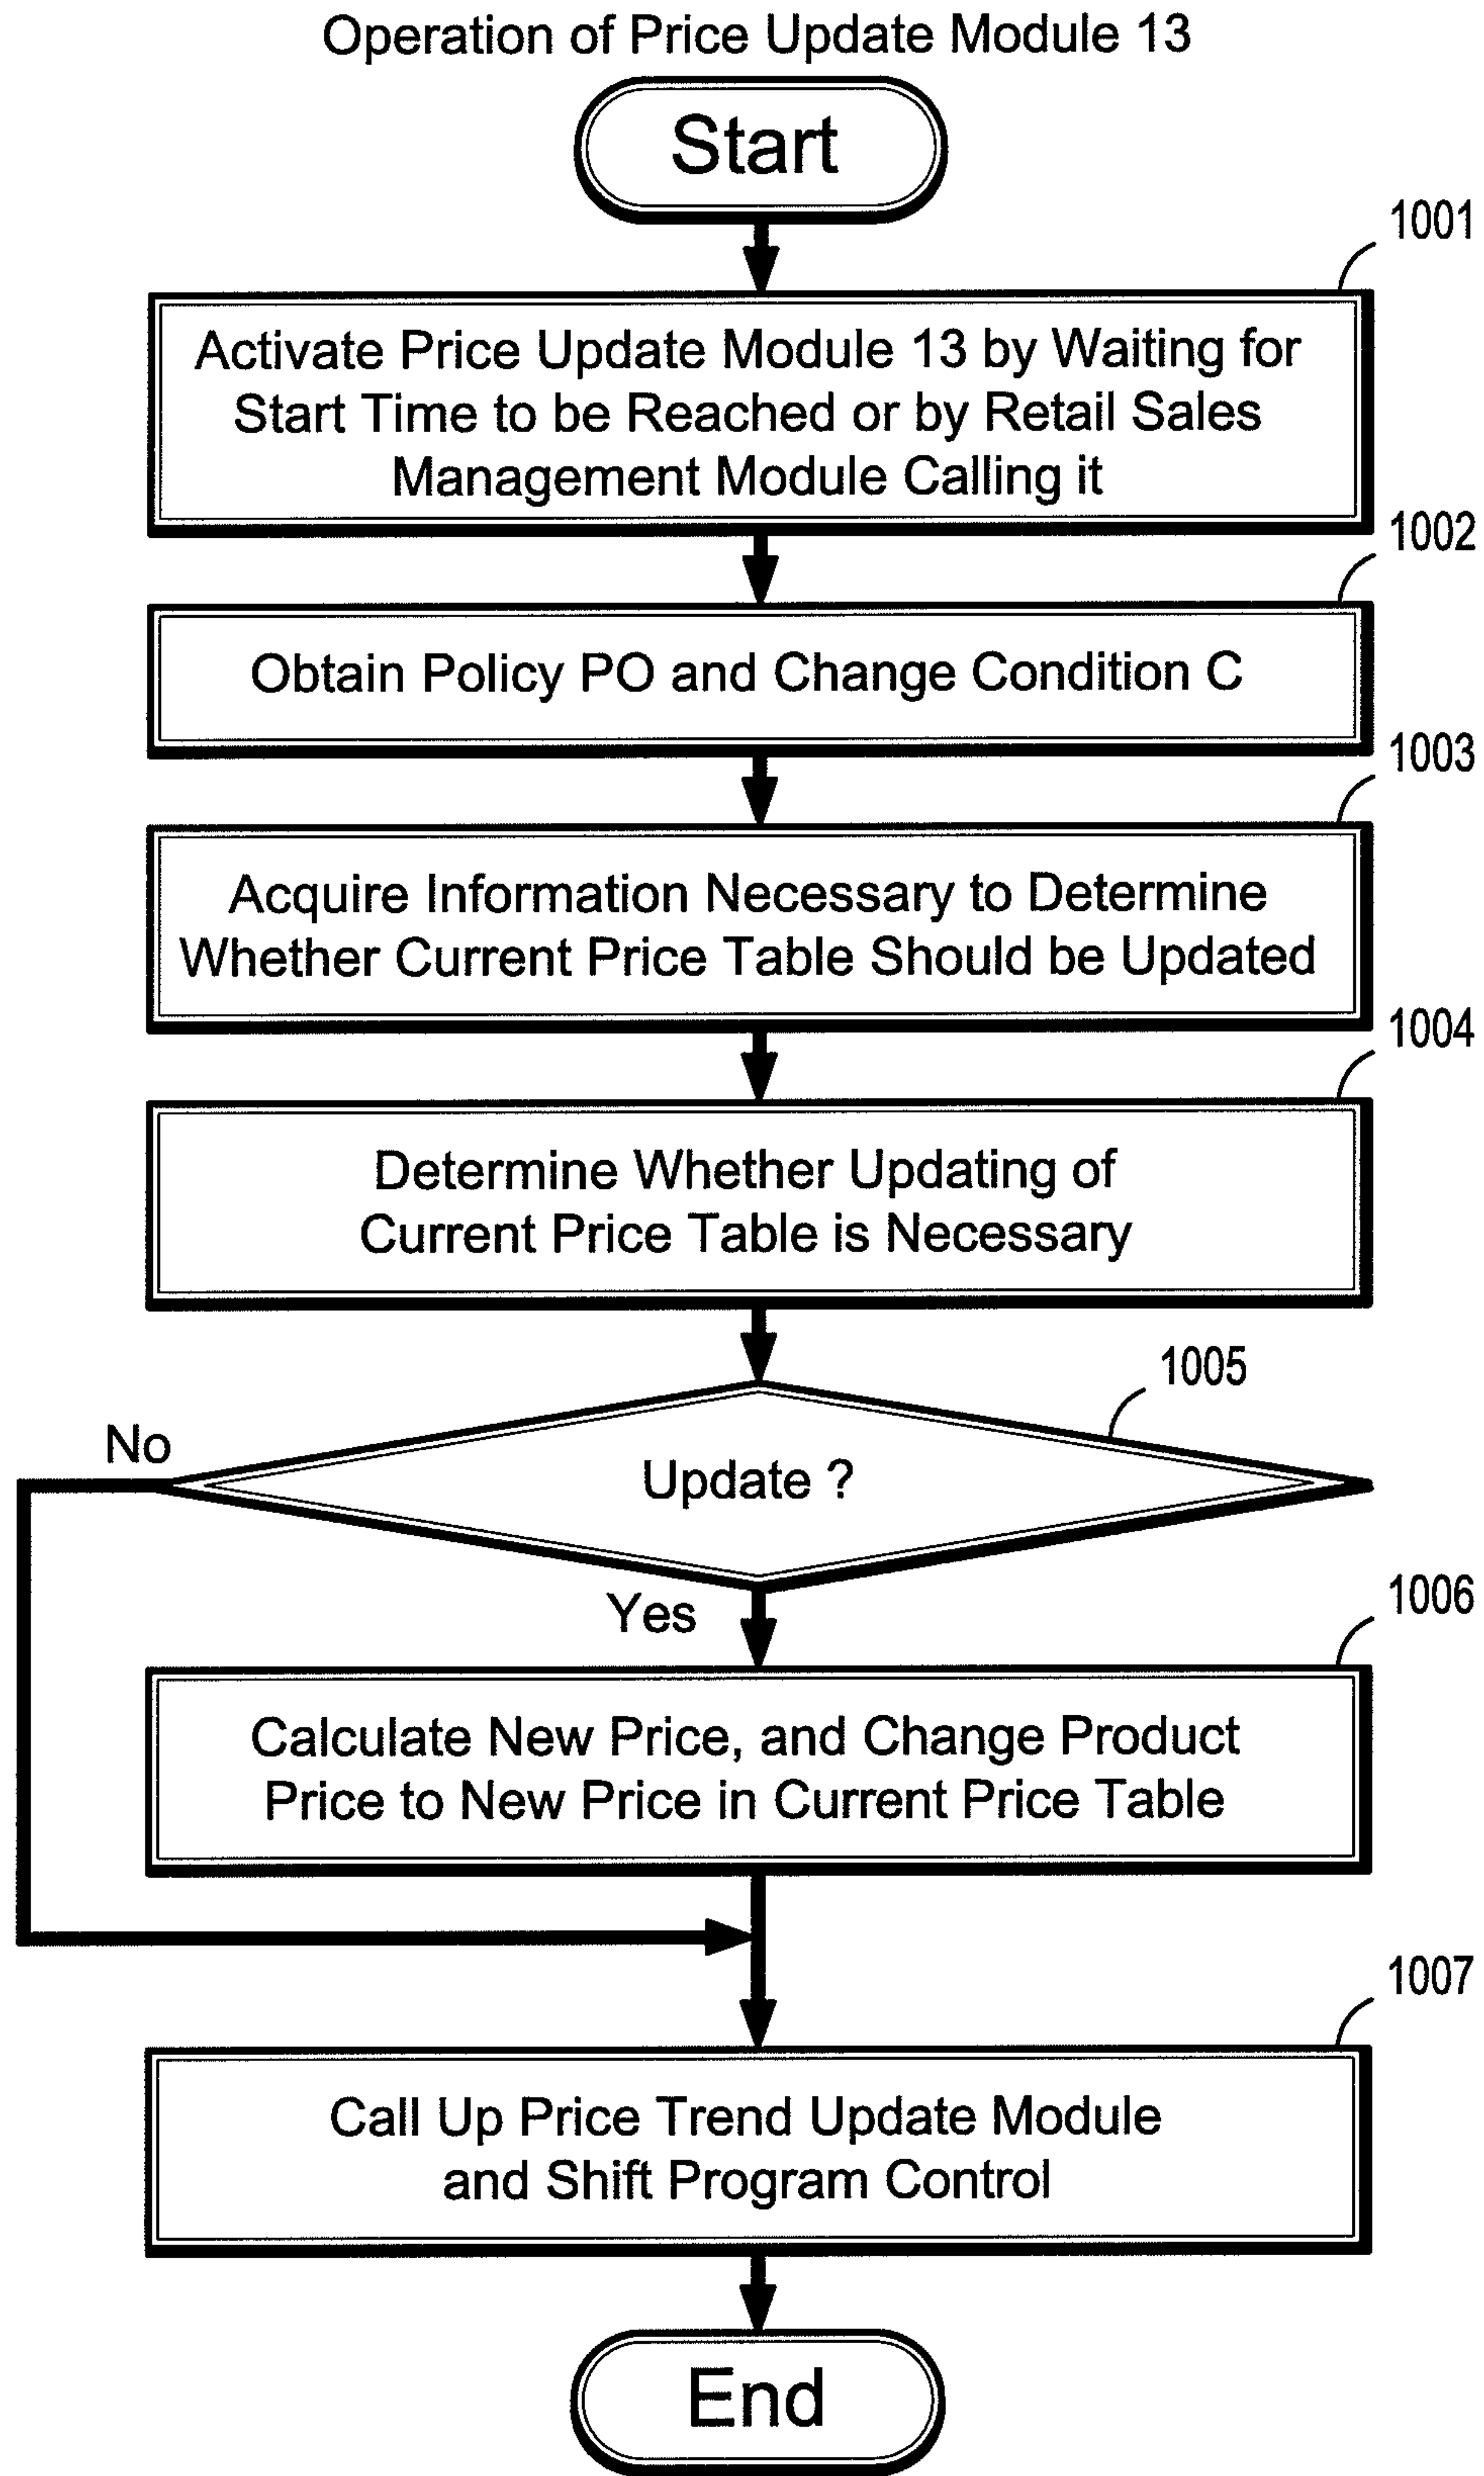 Operation of Price Update Module 13
Start
1001
Activate Price Update Module 13 by Waiting for
Start Time to be Reached or by Retail Sales
Management Module Calling it
1002
Obtain Policy PO and Change Condition C
1003
Acquire Information Necessary to Determine
Whether Current Price Table Should be Updated
1004
Determine Whether Updating of
Current Price Table is Necessary
1005
No
Update ?
Yes
1006
Calculate New Price, and Change Product
Price to New Price in Current Price Table
1007
Call Up Price Trend Update Module
and Shift Program Control
End